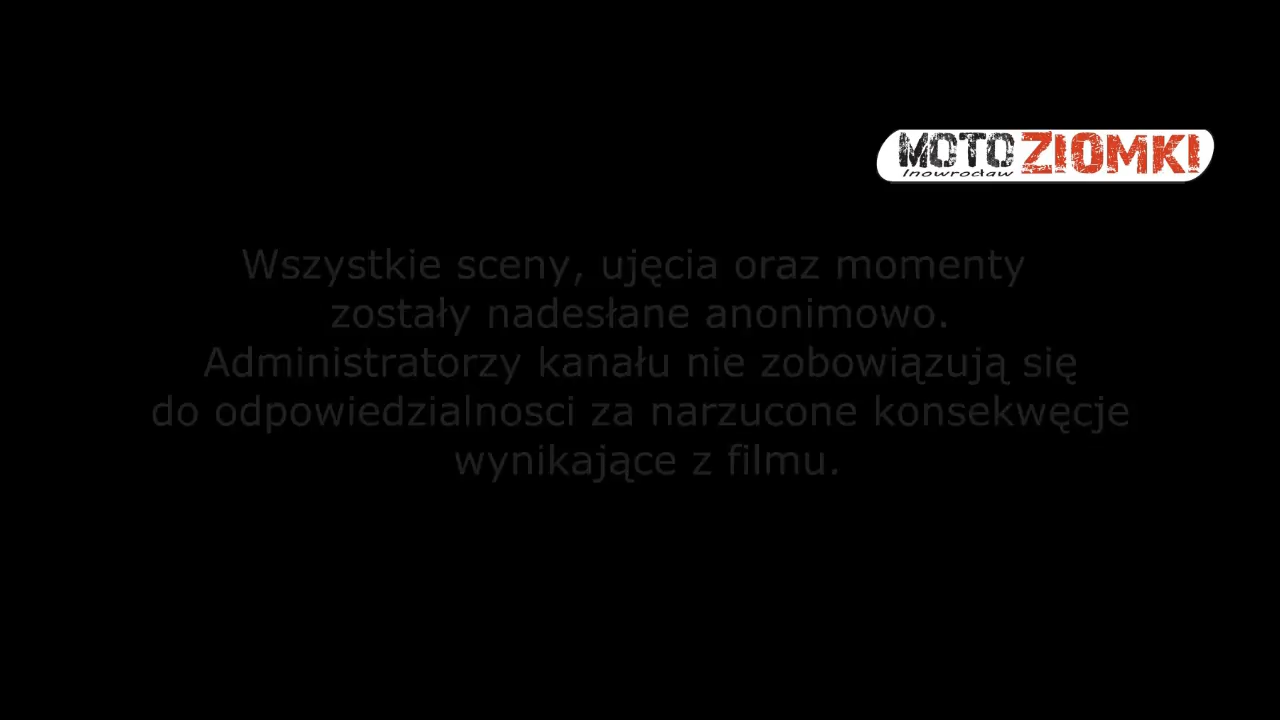 MOTO ZIOMKI
Inowrocław
Wszystkie sceny, ujęcia oraz momenty
zostały nadesłane anonimowo.
Administratorzy kanału nie zobowiązują się
do odpowiedzialnosci za narzucone konsekwęcje
wynikające z filmu.